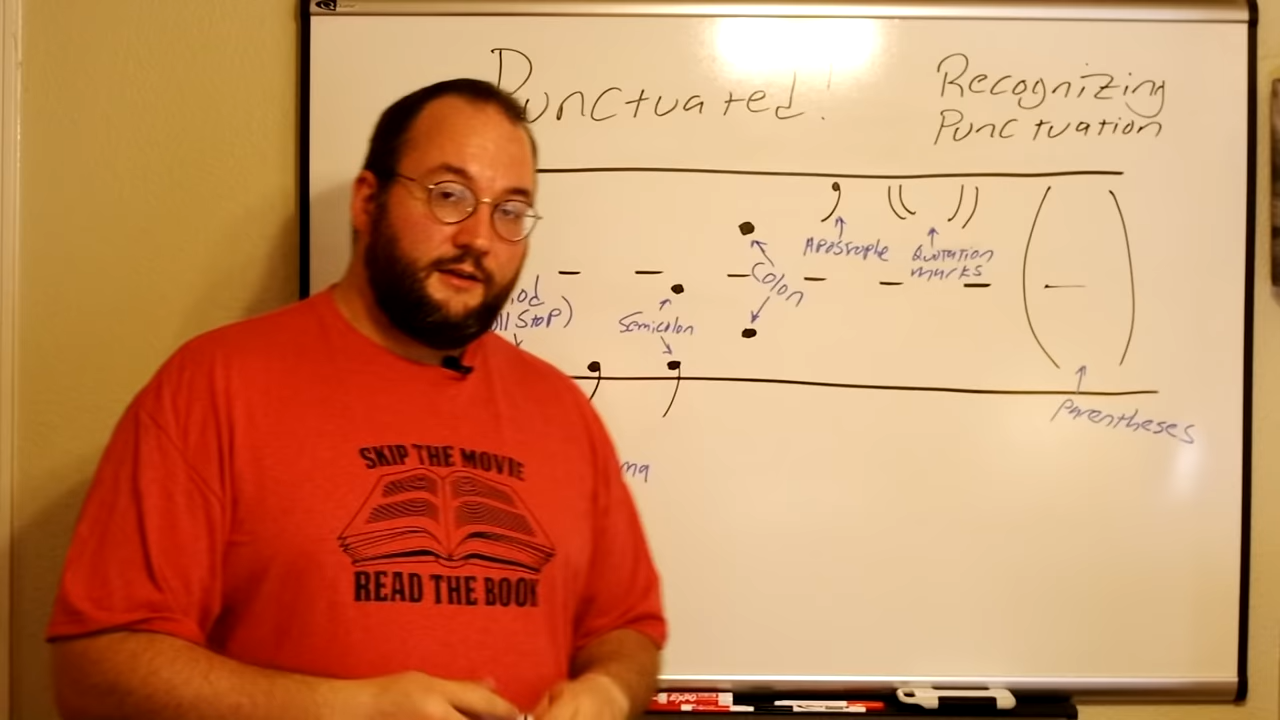 Punctuated!
Recognizing
Punctuation
Apostrophe
Quotation
marks
Colon
Semicolon
Parentheses
SKIP THE MOVIE
READ THE BOOK